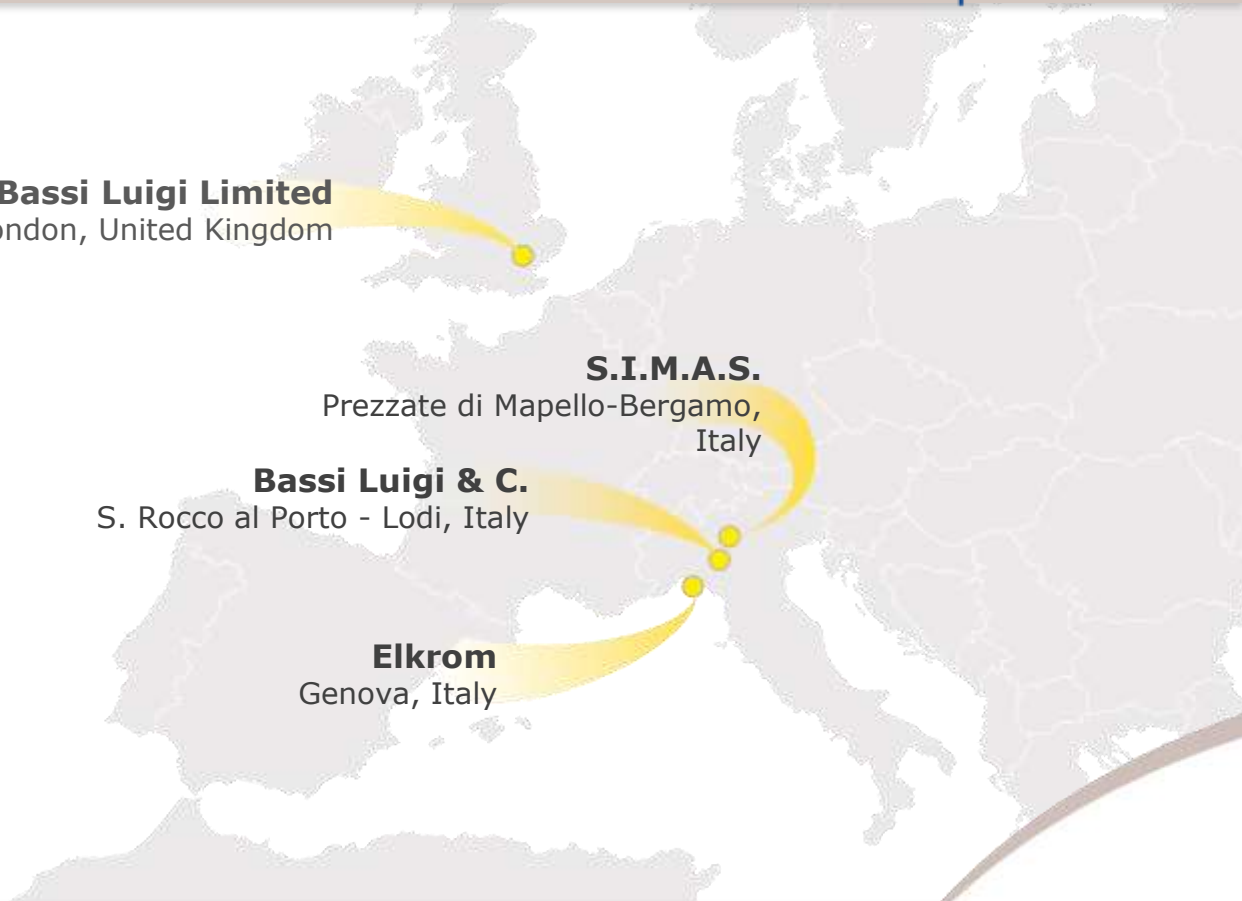 Bassi Luigi Limited
ondon, United Kingdom
S.I.M.A.S.
Prezzate di Mapello-Bergamo,
Italy
Bassi Luigi & C.
S. Rocco al Porto - Lodi, Italy
Elkrom
Genova, Italy